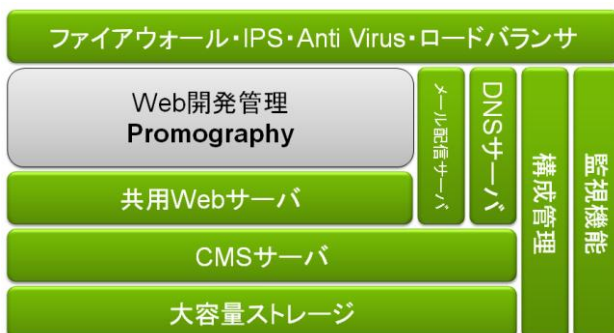 ファイアウォール・IPS・Anti Virus・ロードバランサ
Web開発管理
Promography
メール配信サーバ
DNSサーバ
構成管理
監視機能
共用Webサーバ
CMSサーバ
大容量ストレージ